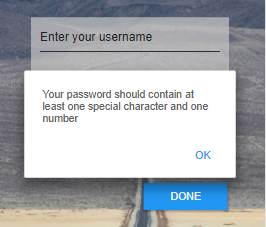 Enter your username
Your password should contain at
least one special character and one
number
OK
DONE